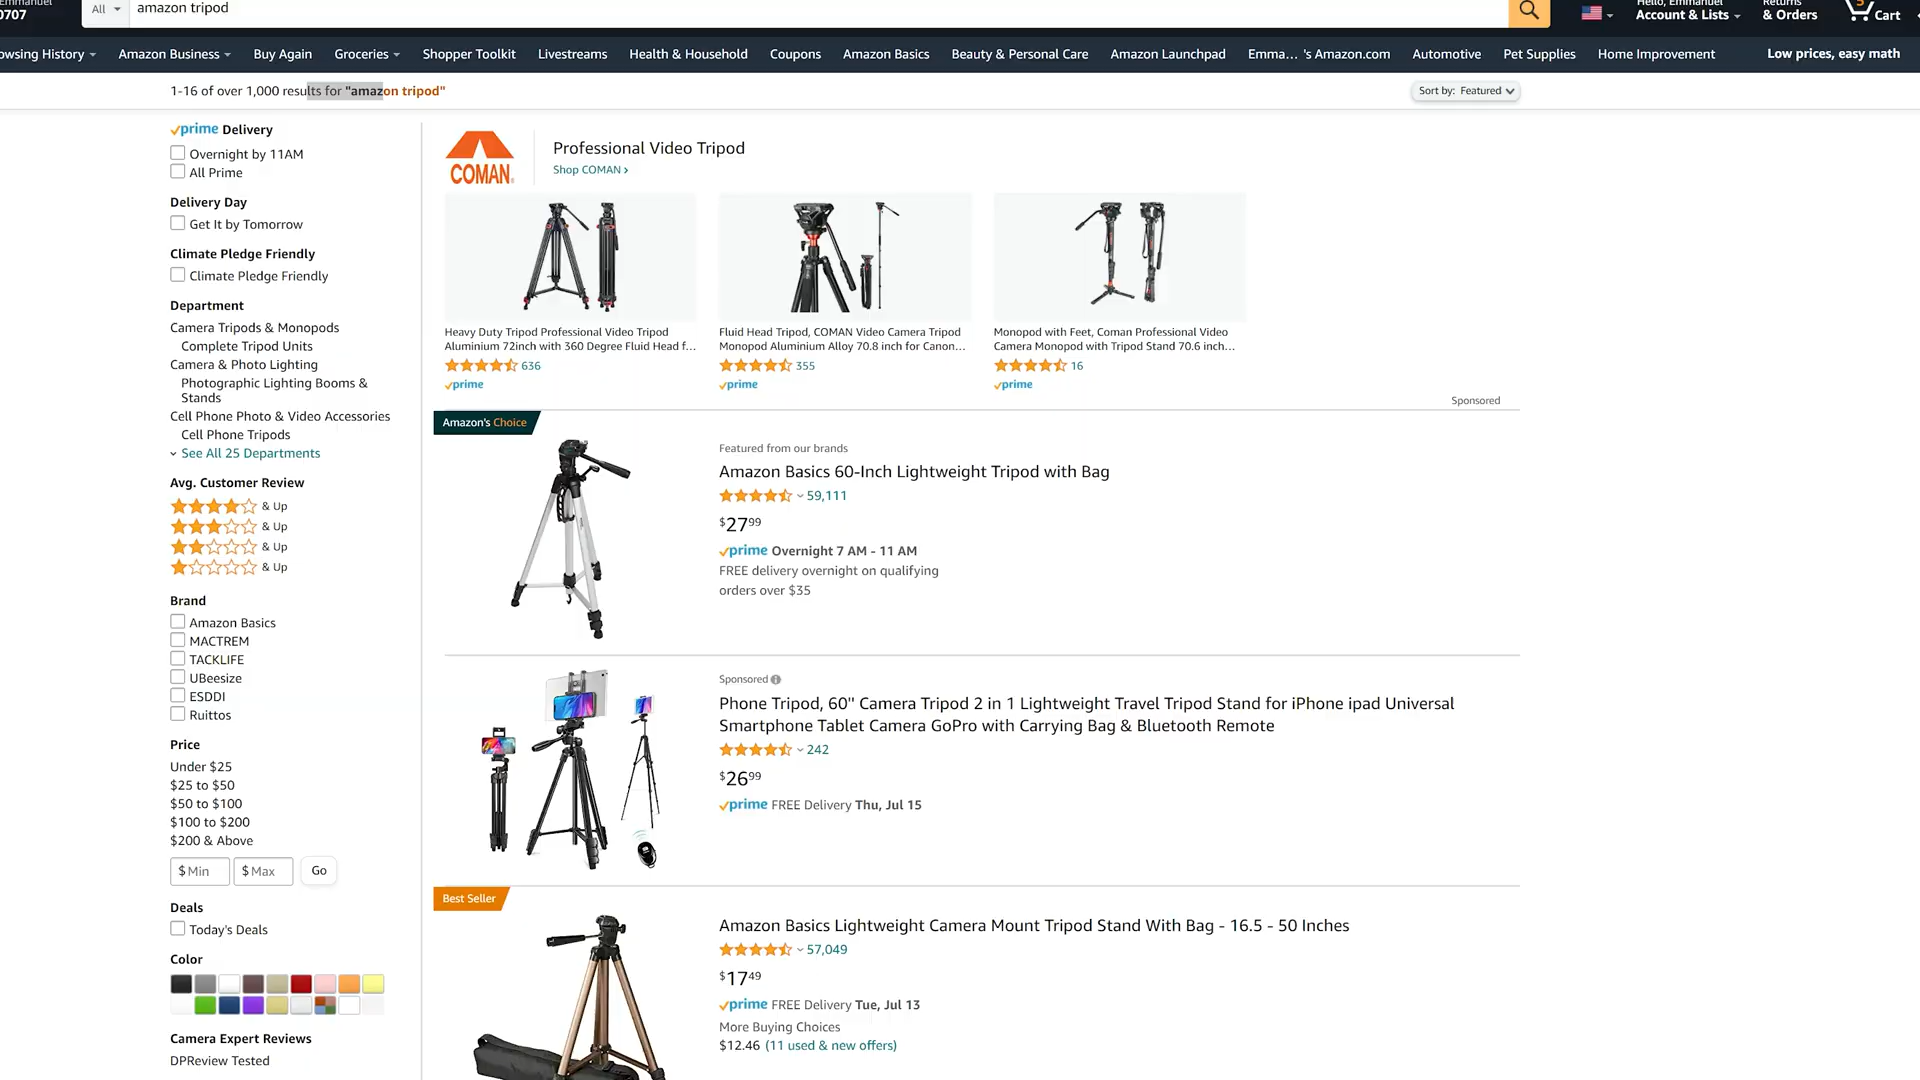 Emmanuel
0707
All
amazon tripod
Hello, Emmanuel
Account & Lists
Returns
& Orders
5
Cart
owsing History
Amazon Business
Buy Again
Groceries
Shopper Toolkit
Livestreams
Health & Household
Coupons
Amazon Basics
Beauty & Personal Care
Amazon Launchpad
Emma... 's Amazon.com
Automotive
Pet Supplies
Home Improvement
Low prices, easy math
1-16 of over 1,000 results for "amazon tripod"
Sort by: Featured
prime Delivery
Overnight by 11AM
All Prime
Delivery Day
Get It by Tomorrow
Climate Pledge Friendly
Climate Pledge Friendly
Department
Camera Tripods & Monopods
Complete Tripod Units
Camera & Photo Lighting
Photographic Lighting Booms &
Stands
Cell Phone Photo & Video Accessories
Cell Phone Tripods
See All 25 Departments
Avg. Customer Review
& Up
& Up
& Up
& Up
Brand
Amazon Basics
MACTREM
TACKLIFE
UBeesize
ESDDI
Ruittos
Price
Under $25
$25 to $50
$50 to $100
$100 to $200
$200 & Above
$ Min
$ Max
Go
Deals
Today's Deals
Color
Camera Expert Reviews
DPReview Tested
COMAN
Professional Video Tripod
Shop COMAN ›
Heavy Duty Tripod Professional Video Tripod
Aluminium 72inch with 360 Degree Fluid Head f...
636
prime
Fluid Head Tripod, COMAN Video Camera Tripod
Monopod Aluminium Alloy 70.8 inch for Canon...
355
prime
Monopod with Feet, Coman Professional Video
Camera Monopod with Tripod Stand 70.6 inch...
16
prime
Sponsored
Amazon's Choice
Featured from our brands
Amazon Basics 60-Inch Lightweight Tripod with Bag
59,111
$2799
prime Overnight 7 AM - 11 AM
FREE delivery overnight on qualifying
orders over $35
Sponsored
Phone Tripod, 60" Camera Tripod 2 in 1 Lightweight Travel Tripod Stand for iPhone ipad Universal
Smartphone Tablet Camera GoPro with Carrying Bag & Bluetooth Remote
242
$2699
prime FREE Delivery Thu, Jul 15
Best Seller
Amazon Basics Lightweight Camera Mount Tripod Stand With Bag - 16.5 - 50 Inches
57,049
$1749
prime FREE Delivery Tue, Jul 13
More Buying Choices
$12.46 (11 used & new offers)